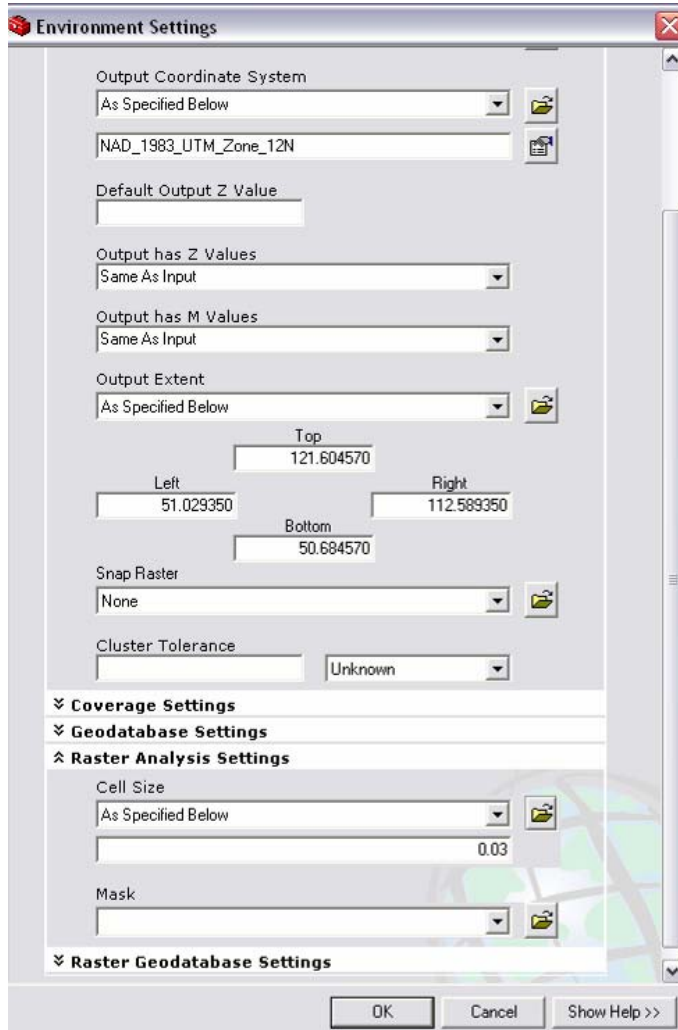 Environment Settings
Output Coordinate System
As Specified Below
NAD_1983_UTM_Zone_12N
Default Output Z Value
Output has Z Values
Same As Input
Output has M Values
Same As Input
Output Extent
As Specified Below
Top
121.604570
Left
Right
51.029350
112.589350
Bottom
50.684570
Snap Raster
None
Cluster Tolerance
Unknown
Coverage Settings
Geodatabase Settings
Raster Analysis Settings
Cell Size
As Specified Below
0.03
Mask
Raster Geodatabase Settings
OK
Cancel
Show Help >>